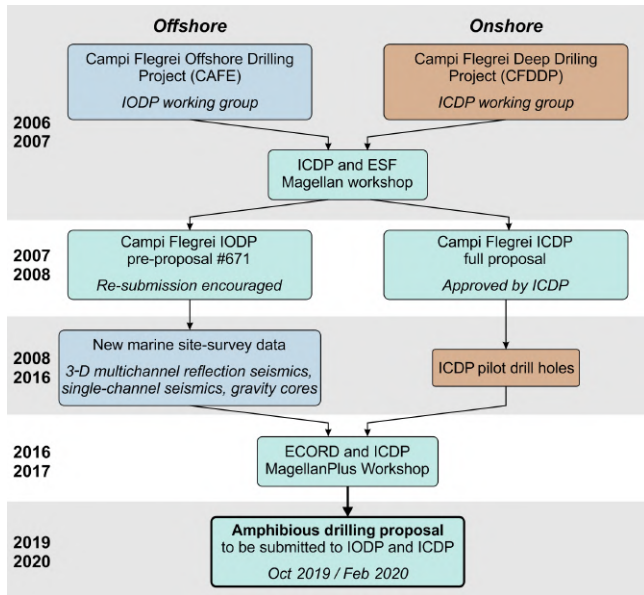 Offshore
Onshore
Campi Flegrei Offshore Drilling
Project (CAFE)
IODP working group
Campi Flegrei Deep Driling
Project (CFDDP)
ICDP working group
2006
2007
ICDP and ESF
Magellan workshop
2007
2008
Campi Flegrei IODP
pre-proposal #671
Re-submission encouraged
Campi Flegrei ICDP
full proposal
Approved by ICDP
2008
2016
New marine site-survey data
3-D multichannel reflection seismics,
single-channel seismics, gravity cores
ICDP pilot drill holes
2016
2017
ECORD and ICDP
MagellanPlus Workshop
2019
2020
Amphibious drilling proposal
to be submitted to IODP and ICDP
Oct 2019 / Feb 2020